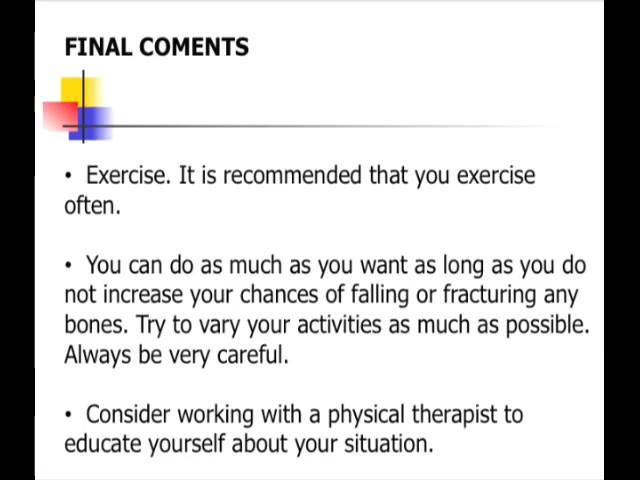 FINAL COMENTS
• Exercise. It is recommended that you exercise
often.
• You can do as much as you want as long as you do
not increase your chances of falling or fracturing any
bones. Try to vary your activities as much as possible.
Always be very careful.
• Consider working with a physical therapist to
educate yourself about your situation.